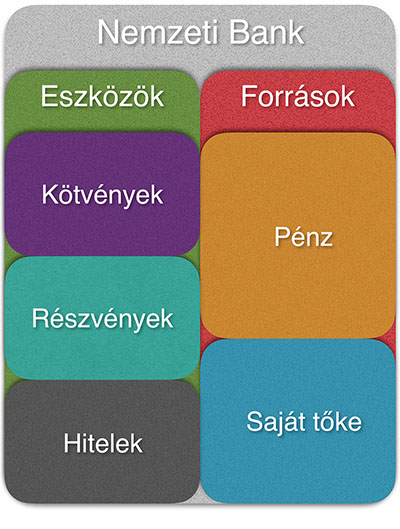 Nemzeti Bank
Eszközök
Források
Kötvények
Pénz
Részvények
Saját tőke
Hitelek